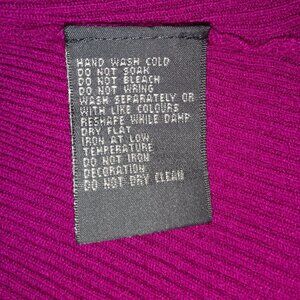 HAND WASH COLD
DO NOT SOAK
DO NOT BLEACH
DO NOT WRING
WASH SEPARATELY OR
WITH LIKE COLOURS
RESHAPE WHILE DAMP
DRY FLAT
IRON AT LOW
TEMPERATURE
DO NOT IRON
DECORATION
DO NOT DRY CLEAN